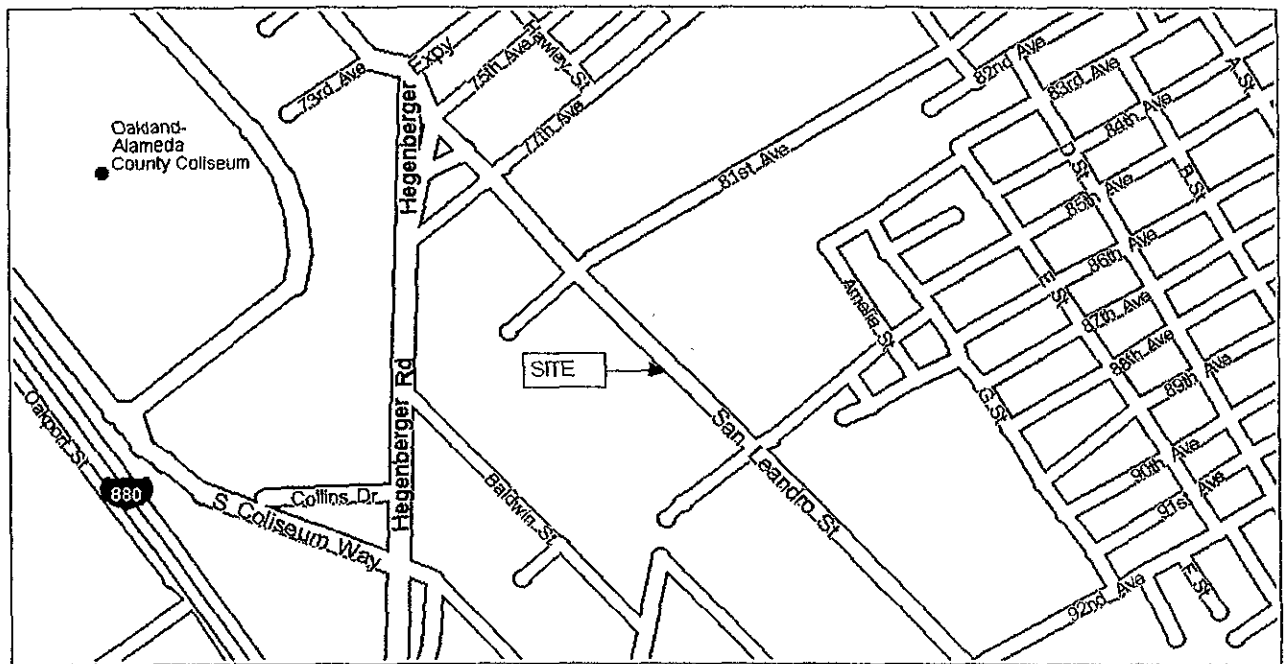 Oakland-
Alameda
County Coliseum
73rd Ave
Expy
Hegenberger
75th Ave
Hawley St
77th Ave
81st Ave
82nd Ave
83rd Ave
A St
84th Ave
D St
85th Ave
B St
86th Ave
E St
87th Ave
Amelia St
88th Ave
89th Ave
SITE
Hegenberger Rd
G St
San Leandro St
Oakport St
880
Collins Dr
S Coliseum Way
Baldwin St
90th Ave
91st Ave
92nd Ave